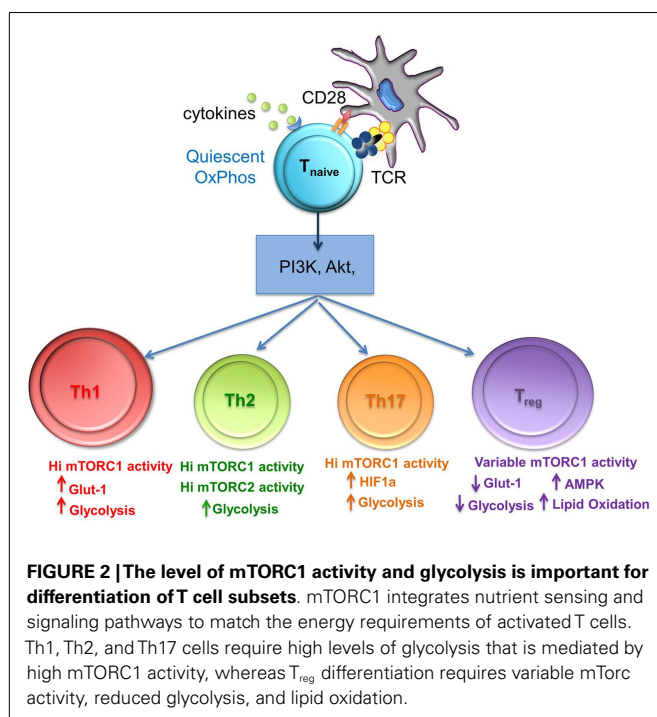 CD28
cytokines
Quiescent
OxPhos
T naive
TCR
PI3K, Akt,
Th1
Th2
Th17
T reg
Hi mTORC1 activity
↑ Glut-1
↑ Glycolysis
Hi mTORC1 activity
Hi mTORC2 activity
↑ Glycolysis
Hi mTORC1 activity
↑ HIF1a
↑ Glycolysis
Variable mTORC1 activity
↓ Glut-1 ↑ AMPK
↓ Glycolysis ↑ Lipid Oxidation
FIGURE 2 | The level of mTORC1 activity and glycolysis is important for
differentiation of T cell subsets. mTORC1 integrates nutrient sensing and
signaling pathways to match the energy requirements of activated T cells.
Th1, Th2, and Th17 cells require high levels of glycolysis that is mediated by
high mTORC1 activity, whereas Treg differentiation requires variable mTorc
activity, reduced glycolysis, and lipid oxidation.